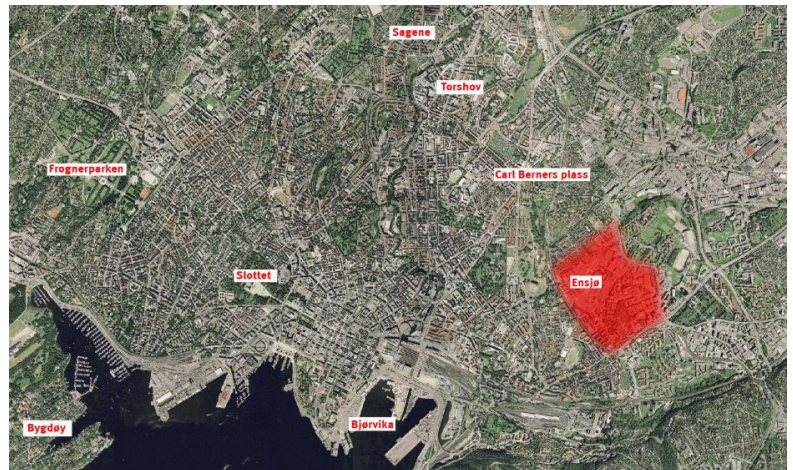 Sagene
Torshov
Frognerparken
Carl Berners plass
Slottet
Ensjø
Bygdøy
Bjørvika